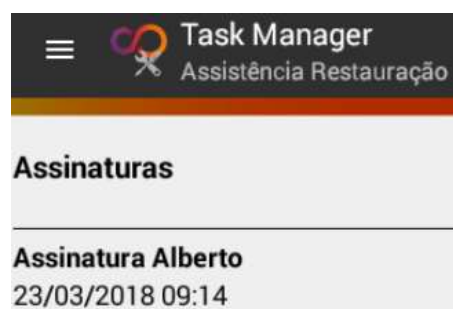 Task Manager
Assistência Restauração
Assinaturas
Assinatura Alberto
23/03/2018 09:14